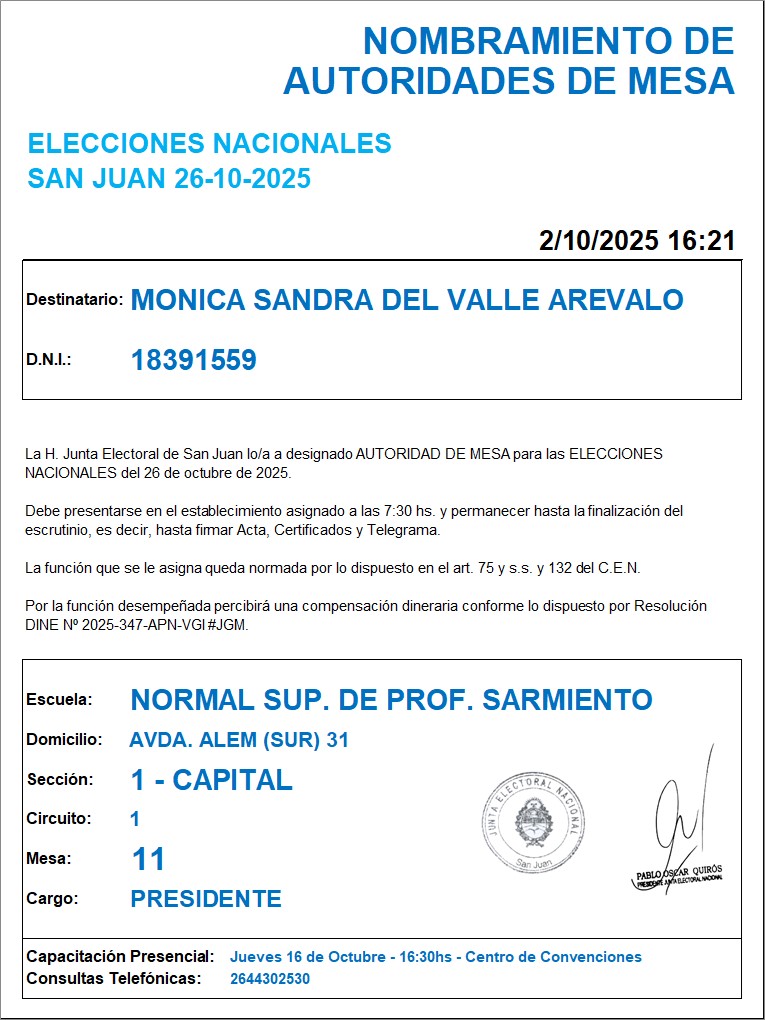 NOMBRAMIENTO DE
AUTORIDADES DE MESA
ELECCIONES NACIONALES
SAN JUAN 26-10-2025
2/10/2025 16:21
Destinatario: MONICA SANDRA DEL VALLE AREVALO
D.N.I.: 18391559
La H. Junta Electoral de San Juan lo/a a designado AUTORIDAD DE MESA para las ELECCIONES
NACIONALES del 26 de octubre de 2025.
Debe presentarse en el establecimiento asignado a las 7:30 hs. y permanecer hasta la finalización del
escrutinio, es decir, hasta firmar Acta, Certificados y Telegrama.
La función que se le asigna queda normada por lo dispuesto en el art. 75 y s.s. y 132 del C.E.N.
Por la función desempeñada percibirá una compensación dineraria conforme lo dispuesto por Resolución
DINE Nº 2025-347-APN-VGI#JGM.
Escuela: NORMAL SUP. DE PROF. SARMIENTO
Domicilio: AVDA. ALEM (SUR) 31
Sección: 1 - CAPITAL
Circuito: 1
Mesa: 11
Cargo: PRESIDENTE
JUNTA ELECTORAL NACIONAL
San Juan
PABLO OSCAR QUIRÓS
PRESIDENTE JUNTA ELECTORAL NACIONAL
Capacitación Presencial: Jueves 16 de Octubre - 16:30hs - Centro de Convenciones
Consultas Telefónicas: 2644302530